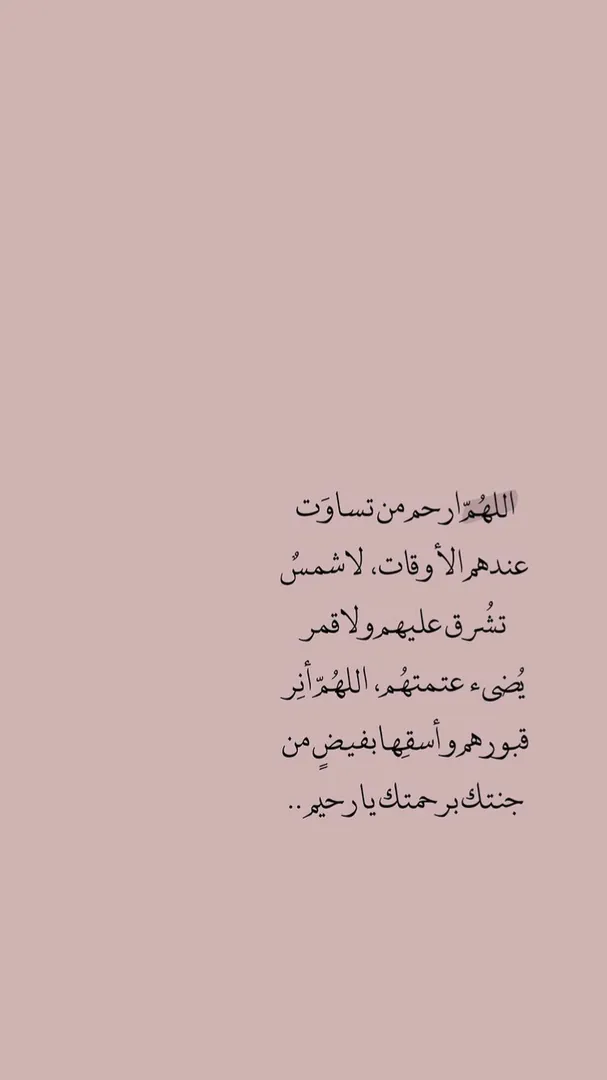 اللهُمّ ارحم من تساوَت
عندهم الأوقات، لا شمسٌ
تشُرق عليهم ولا قمر
يُضيء عتمتهُم، اللهُمّ أنِر
قبورهم وأسقِها بفيضٍ من
جنتك برحمتك يا رحيم..